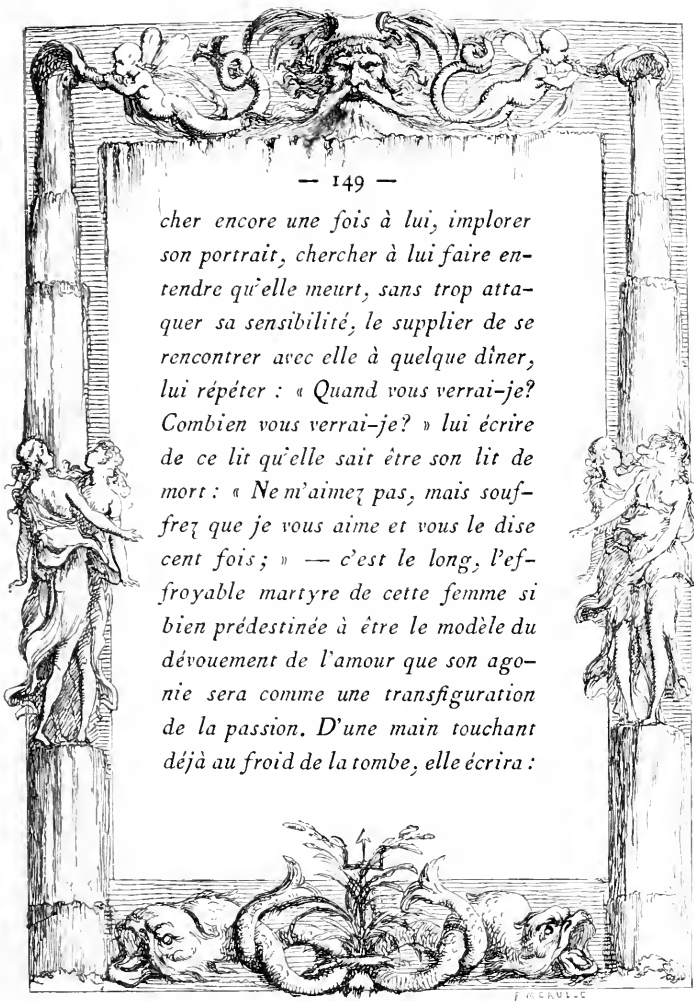 — 149 —
cher encore une fois à lui, implorer
son portrait, chercher à lui faire en-
tendre qu'elle meurt, sans trop atta-
quer sa sensibilité, le supplier de se
rencontrer avec elle à quelque dîner,
lui répéter : « Quand vous verrai-je?
Combien vous verrai-je? » lui écrire
de ce lit qu'elle sait être son lit de
mort : « Ne m'aimez pas, mais souf-
frez que je vous aime et vous le dise
cent fois; » — c'est le long, l'ef-
froyable martyre de cette femme si
bien prédestinée à être le modèle du
dévouement de l'amour que son ago-
nie sera comme une transfiguration
de la passion. D'une main touchant
déjà au froid de la tombe, elle écrira :